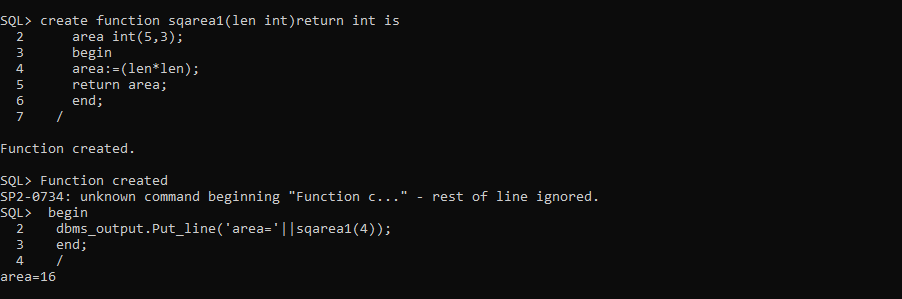 SQL> create function sqarea1(len int)return int is
  2      area int(5,3);
  3      begin
  4      area:=(len*len);
  5      return area;
  6      end;
  7    /
Function created.
SQL> Function created
SP2-0734: unknown command beginning "Function c..." - rest of line ignored.
SQL>  begin
  2    dbms_output.Put_line('area='||sqarea1(4));
  3    end;
  4    /
area=16